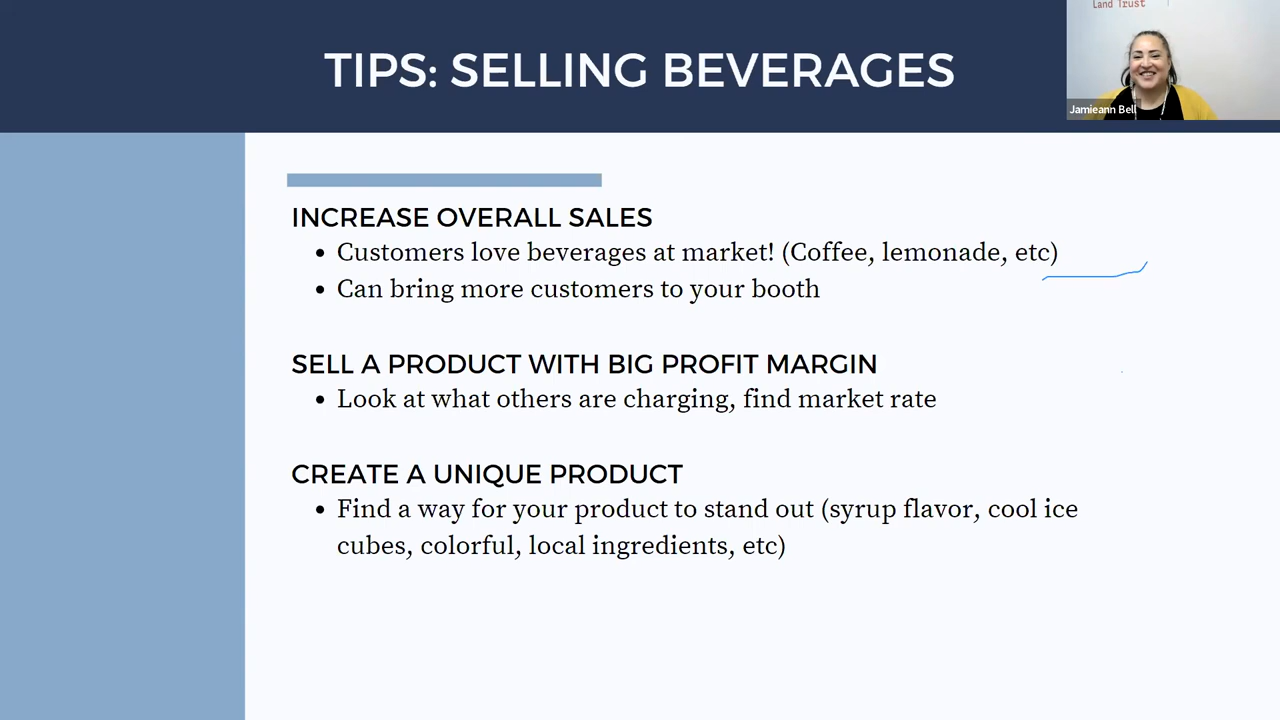 Land Trust
TIPS: SELLING BEVERAGES
Jamieann Bell
INCREASE OVERALL SALES
• Customers love beverages at market! (Coffee, lemonade, etc)
• Can bring more customers to your booth
SELL A PRODUCT WITH BIG PROFIT MARGIN
• Look at what others are charging, find market rate
CREATE A UNIQUE PRODUCT
• Find a way for your product to stand out (syrup flavor, cool ice
cubes, colorful, local ingredients, etc)